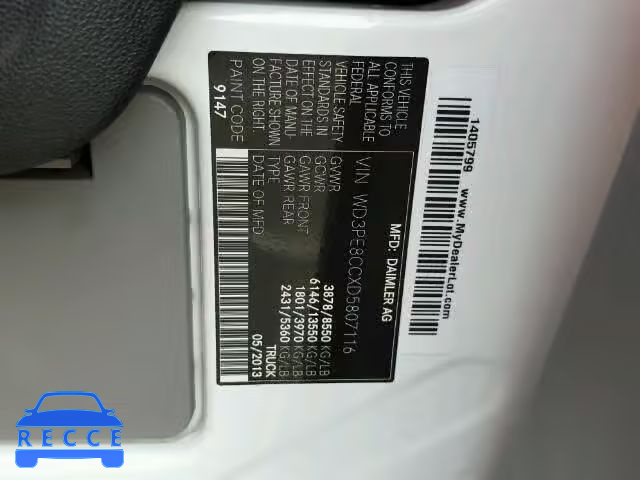 THIS VEHICLE
CONFORMS TO
ALL APPLICABLE
FEDERAL
VEHICLE SAFETY
STANDARDS IN
EFFECT ON THE
DATE OF MANU
FACTURE SHOWN
ON THE RIGHT.
PAINT CODE
9147
MFD: DAIMLER AG
VIN WD3PE8CCXD5807116
GVWR 3878/8550 KG/LB
GCWR 6146/13550 KG/LB
GAWR FRONT 1801/3970 KG/LB
GAWR REAR 2431/5360 KG/LB
TYPE TRUCK
DATE OF MFD 05/2013
1405799
www.MyDealerLot.com
RECCE